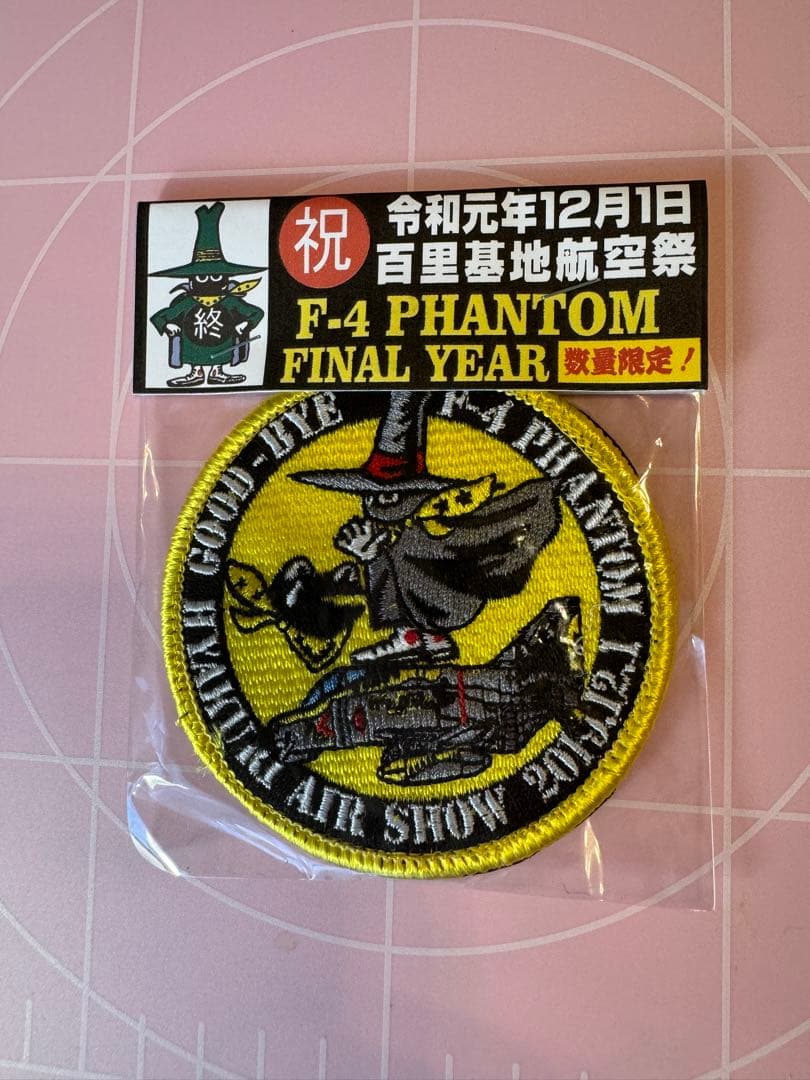 祝
令和元年12月1日
百里基地航空祭
終
F-4 PHANTOM
FINAL YEAR
数量限定!
GOOD-BYE F-4 PHANTOM
HYAKURI AIR SHOW